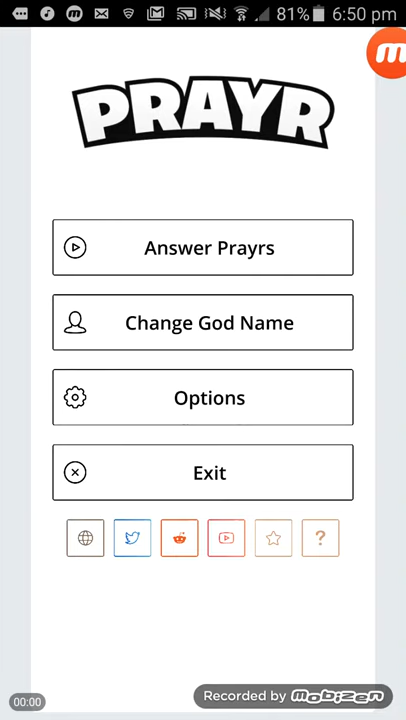 81% 6:50 pm
m
PRAYR
Answer Prayrs
Change God Name
Options
Exit
?
00:00
Recorded by mobizen